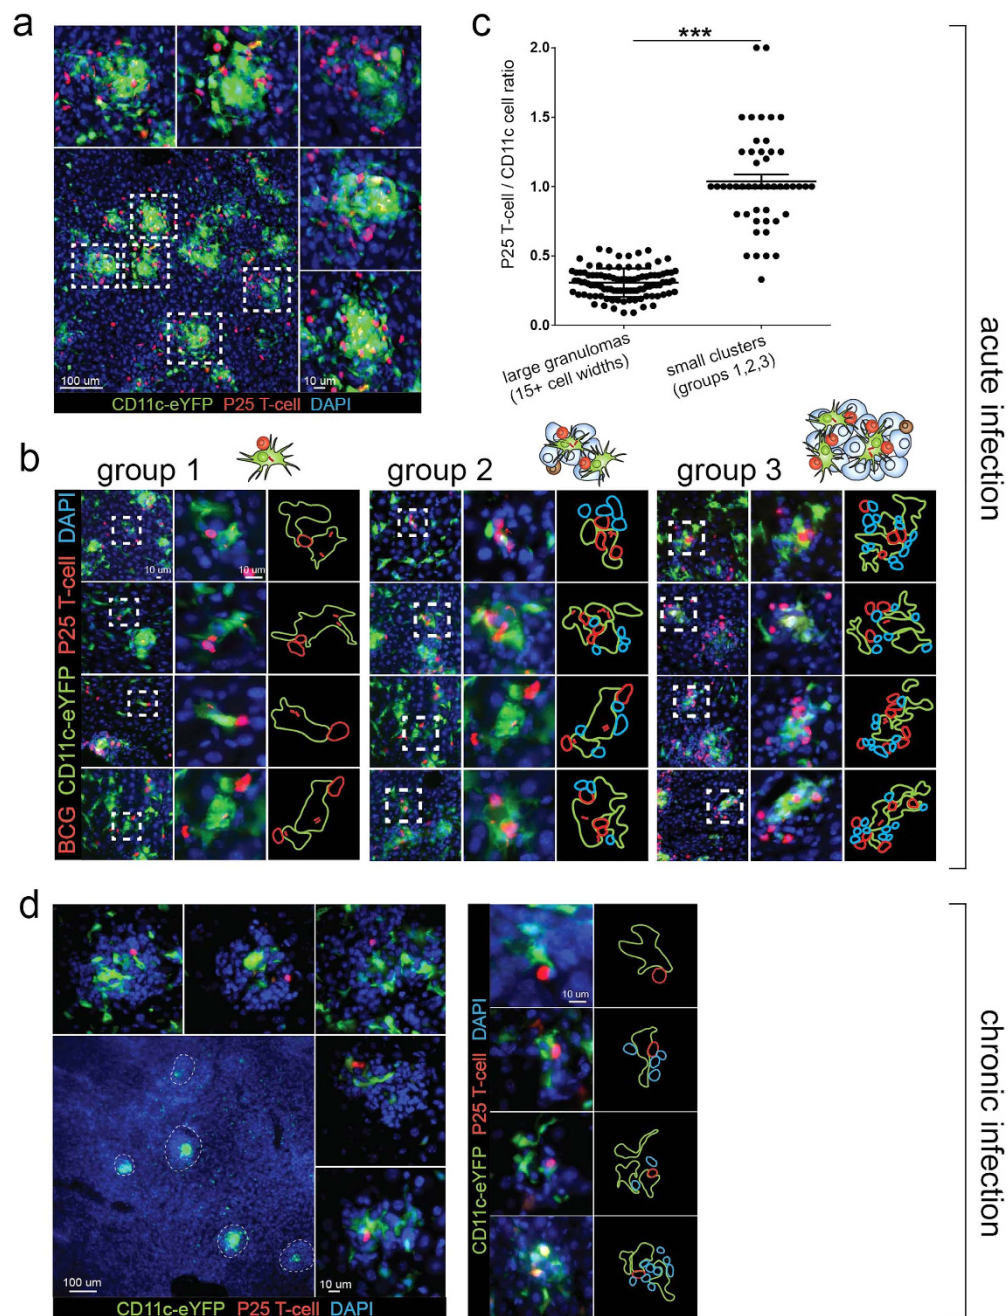 a
100 um
10 um
CD11c-eYFP P25 T-cell DAPI
c
***
P25 T-cell / CD11c cell ratio
2.0
1.5
1.0
0.5
0.0
large granulomas
(15+ cell widths)
small clusters
(groups 1,2,3)
acute infection
b
group 1
group 2
group 3
BCG CD11c-eYFP P25 T-cell DAPI
10 um
10 um
d
100 um
10 um
CD11c-eYFP P25 T-cell DAPI
CD11c-eYFP P25 T-cell DAPI
10 um
chronic infection